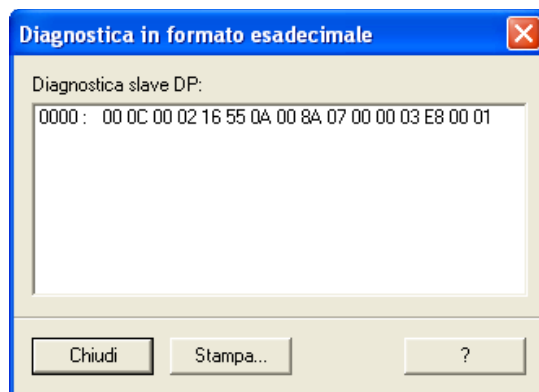 Diagnostica in formato esadecimale
Diagnostica slave DP:
0000 : 00 0C 00 02 16 55 0A 00 8A 07 00 00 03 E8 00 01
Chiudi
Stampa...
?